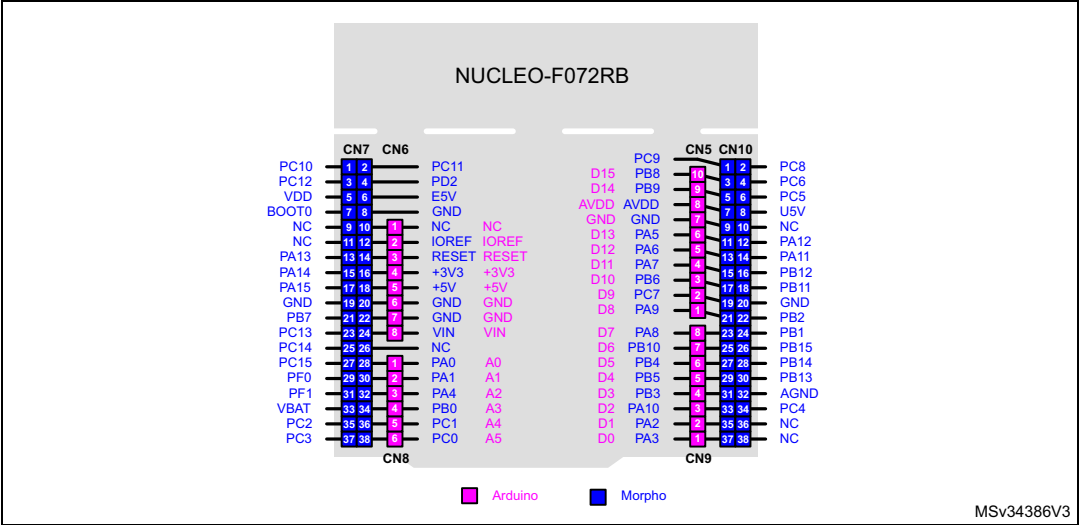 NUCLEO-F072RB
CN7 CN6 CN5 CN10
PC9
PC10 1 2 PC11 1 2 PC8
D15 PB8 10
PC12 3 4 PD2 3 4 PC6
D14 PB9 9
VDD 5 6 E5V 5 6 PC5
AVDD AVDD 8
BOOT0 7 8 GND 7 8 U5V
GND GND 7
NC 9 10 1 NC NC 9 10 NC
D13 PA5 6
NC 11 12 2 IOREF IOREF 11 12 PA12
D12 PA6 5
PA13 13 14 3 RESET RESET 13 14 PA11
D11 PA7 4
PA14 15 16 4 +3V3 +3V3 15 16 PB12
D10 PB6 3
PA15 17 18 5 +5V +5V 17 18 PB11
D9 PC7 2
GND 19 20 6 GND GND 19 20 GND
D8 PA9 1
PB7 21 22 7 GND GND 21 22 PB2
PC13 23 24 8 VIN VIN D7 PA8 8 23 24 PB1
PC14 25 26 NC D6 PB10 7 25 26 PB15
PC15 27 28 1 PA0 A0 D5 PB4 6 27 28 PB14
PF0 29 30 2 PA1 A1 D4 PB5 5 29 30 PB13
PF1 31 32 3 PA4 A2 D3 PB3 4 31 32 AGND
VBAT 33 34 4 PB0 A3 D2 PA10 3 33 34 PC4
PC2 35 36 5 PC1 A4 D1 PA2 2 35 36 NC
PC3 37 38 6 PC0 A5 D0 PA3 1 37 38 NC
CN8 CN9
Arduino Morpho
MSv34386V3